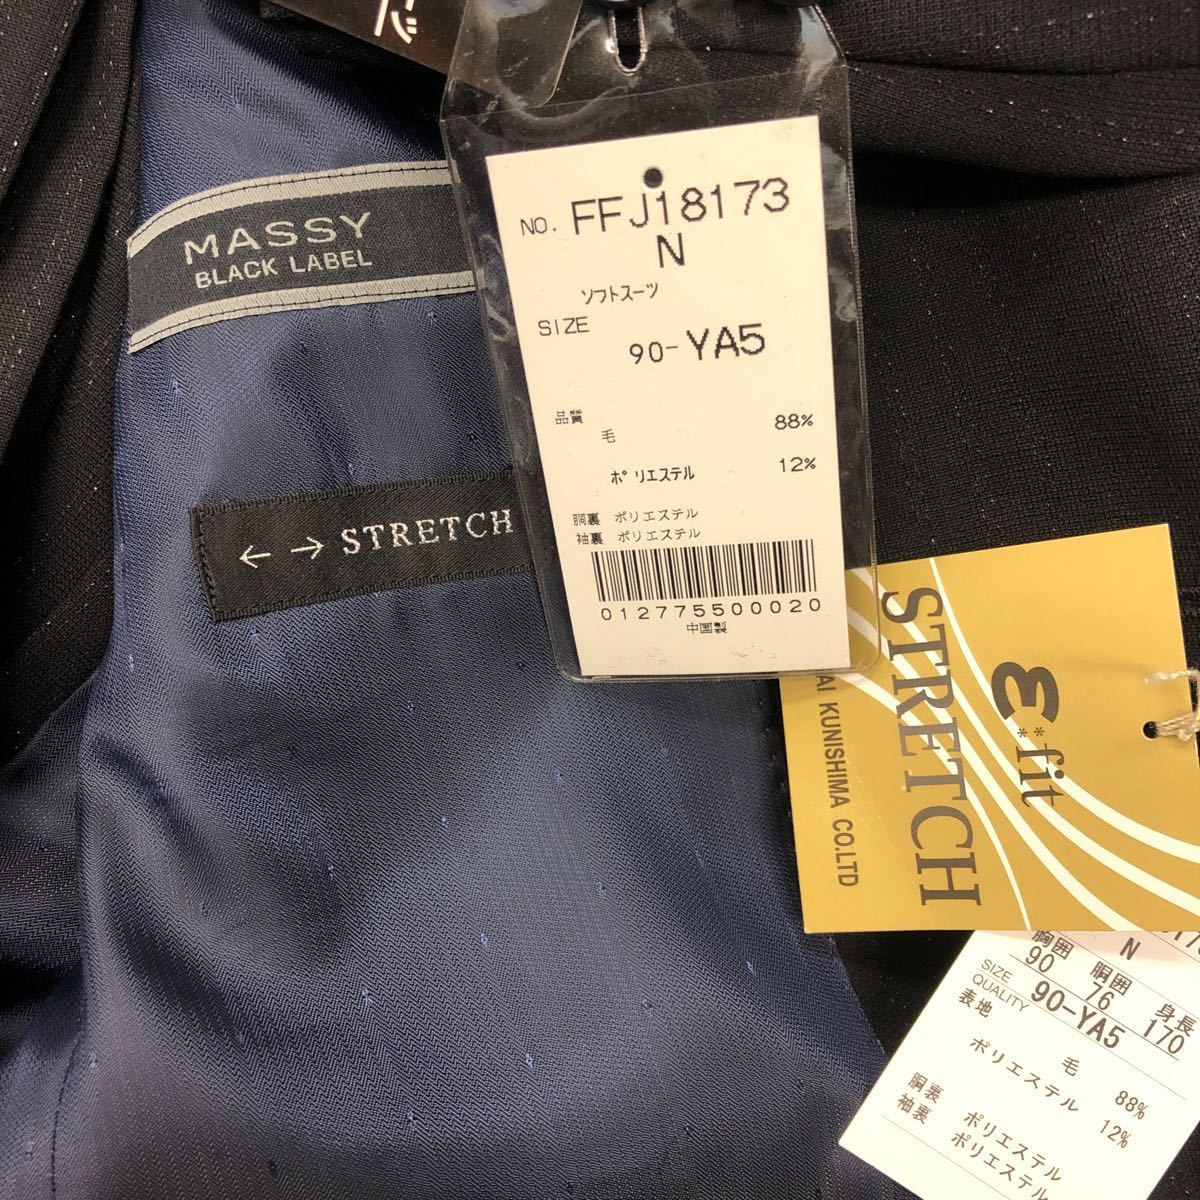 MASSY
BLACK LABEL
← → STRETCH
NO. FFJ18173
N
ソフトスーツ
SIZE
90-YA5
品質
毛 88%
ポリエステル 12%
胴裏 ポリエステル
袖裏 ポリエステル
012775500020
中国製
STRETCH
fit
KUNISHIMA CO.LTD
N
胸囲 胴囲 身長
90 76 170
SIZE 90-YA5
QUALITY
表地
毛 88%
ポリエステル 12%
胴裏 ポリエステル
袖裏 ポリエステル